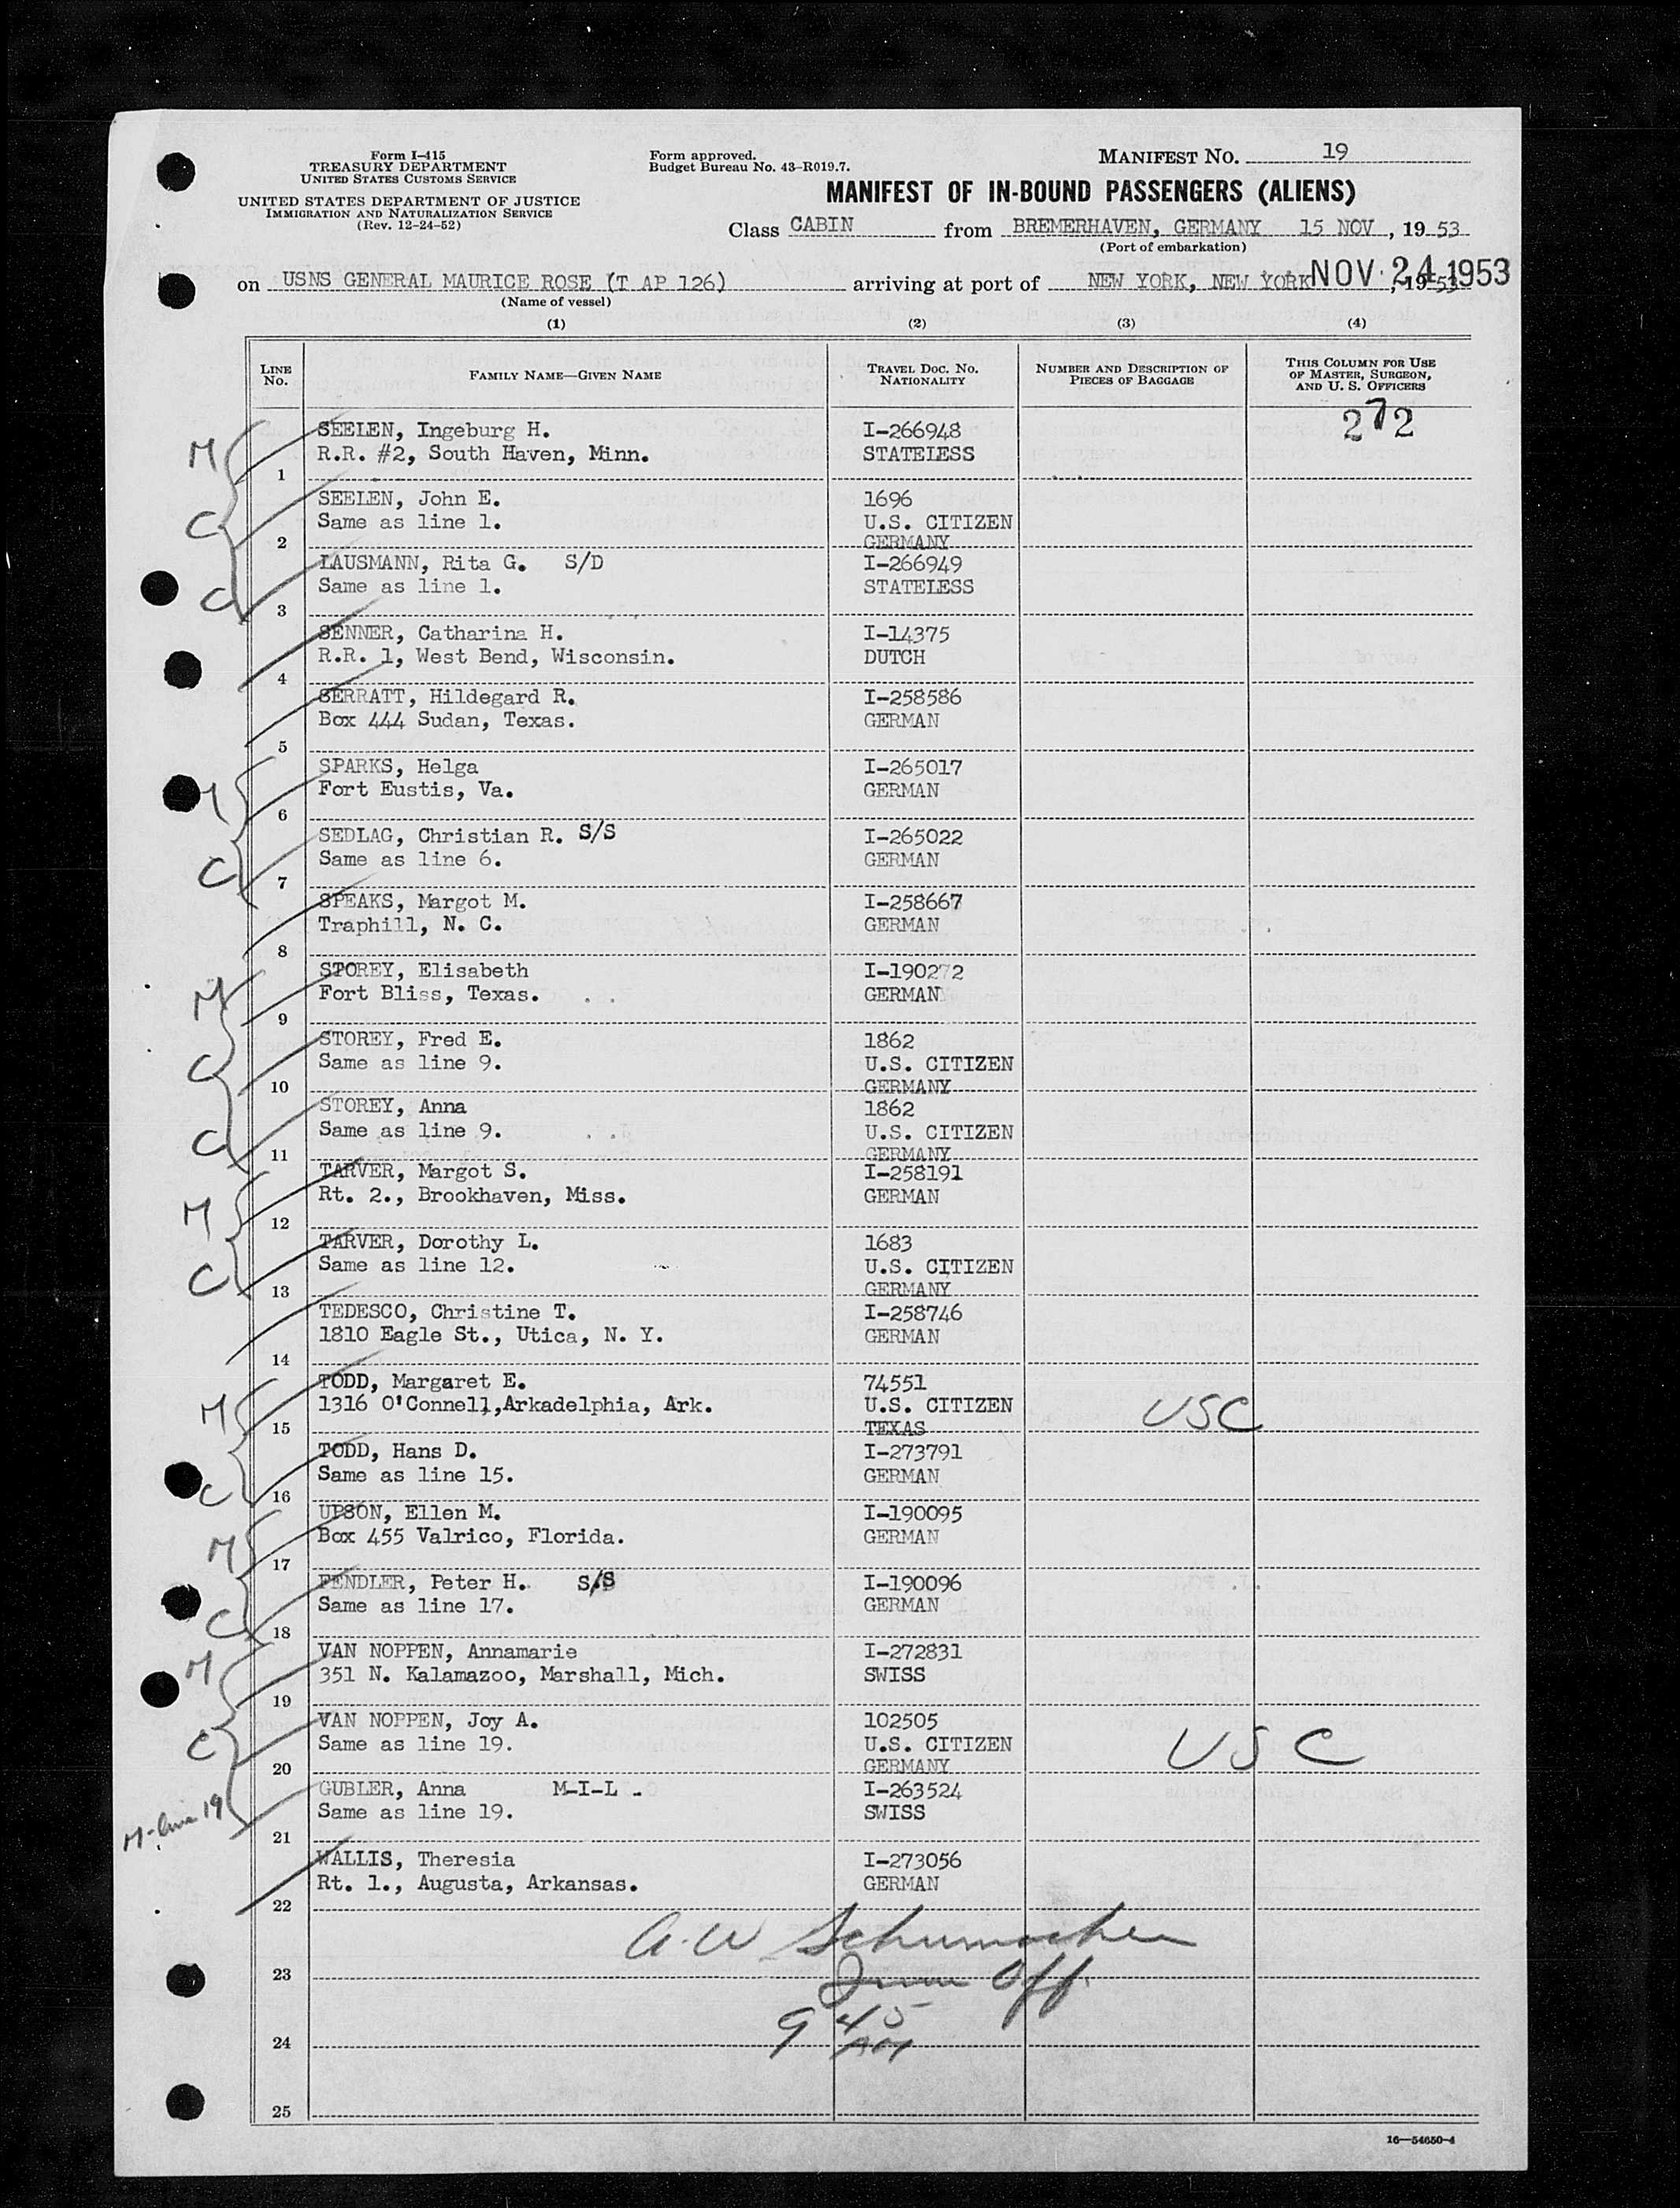 Form I-415
TREASURY DEPARTMENT
UNITED STATES CUSTOMS SERVICE
UNITED STATES DEPARTMENT OF JUSTICE
IMMIGRATION AND NATURALIZATION SERVICE
(Rev. 12-24-52)
Form approved.
Budget Bureau No. 43-R019.7.
MANIFEST NO. 19
MANIFEST OF IN-BOUND PASSENGERS (ALIENS)
Class CABIN from BREMERHAVEN, GERMANY 15 NOV, 19 53
(Port of embarkation)
on USNS GENERAL MAURICE ROSE (T AP 126) arriving at port of NEW YORK, NEW YORK NOV 24 1953, 19 53
(Name of vessel)
(1) (2) (3) (4)
LINE NO. FAMILY NAME—GIVEN NAME TRAVEL DOC. NO. NATIONALITY NUMBER AND DESCRIPTION OF PIECES OF BAGGAGE THIS COLUMN FOR USE OF MASTER, SURGEON, AND U. S. OFFICERS
272
M SEELEN, Ingeburg H. I-266948
R.R. #2, South Haven, Minn. STATELESS
1
SEELEN, John E. 1696
C Same as line 1. U.S. CITIZEN
2 GERMANY
LAUSMANN, Rita G. S/D I-266949
C Same as line 1. STATELESS
3
SENNER, Catharina H. I-14375
R.R. 1, West Bend, Wisconsin. DUTCH
4
SERRATT, Hildegard R. I-258586
Box 444 Sudan, Texas. GERMAN
5
SPARKS, Helga I-265017
M Fort Eustis, Va. GERMAN
6
SEDLAG, Christian R. S/S I-265022
C Same as line 6. GERMAN
7
SPEAKS, Margot M. I-258667
Traphill, N. C. GERMAN
8
STOREY, Elisabeth I-190272
M Fort Bliss, Texas. GERMAN
9
STOREY, Fred E. 1862
C Same as line 9. U.S. CITIZEN
10 GERMANY
STOREY, Anna 1862
C Same as line 9. U.S. CITIZEN
11 GERMANY
TARVER, Margot S. I-258191
M Rt. 2., Brookhaven, Miss. GERMAN
12
TARVER, Dorothy L. 1683
C Same as line 12. U.S. CITIZEN
13 GERMANY
TEDESCO, Christine T. I-258746
1810 Eagle St., Utica, N. Y. GERMAN
14
TODD, Margaret E. 74551
M 1316 O'Connell,Arkadelphia, Ark. U.S. CITIZEN USC
15 TEXAS
TODD, Hans D. I-273791
C Same as line 15. GERMAN
16
UPSON, Ellen M. I-190095
M Box 455 Valrico, Florida. GERMAN
17
FENDLER, Peter H. S/S I-190096
C Same as line 17. GERMAN
18
VAN NOPPEN, Annamarie I-272831
M 351 N. Kalamazoo, Marshall, Mich. SWISS
19
VAN NOPPEN, Joy A. 102505
C Same as line 19. U.S. CITIZEN USC
20 GERMANY
GUBLER, Anna M-I-L I-263524
M-line 19 Same as line 19. SWISS
21
WALLIS, Theresia I-273056
Rt. 1., Augusta, Arkansas. GERMAN
22
A. W. Schumacher
23
Imm Off.
9 45
24 AM
25
16—54650-4